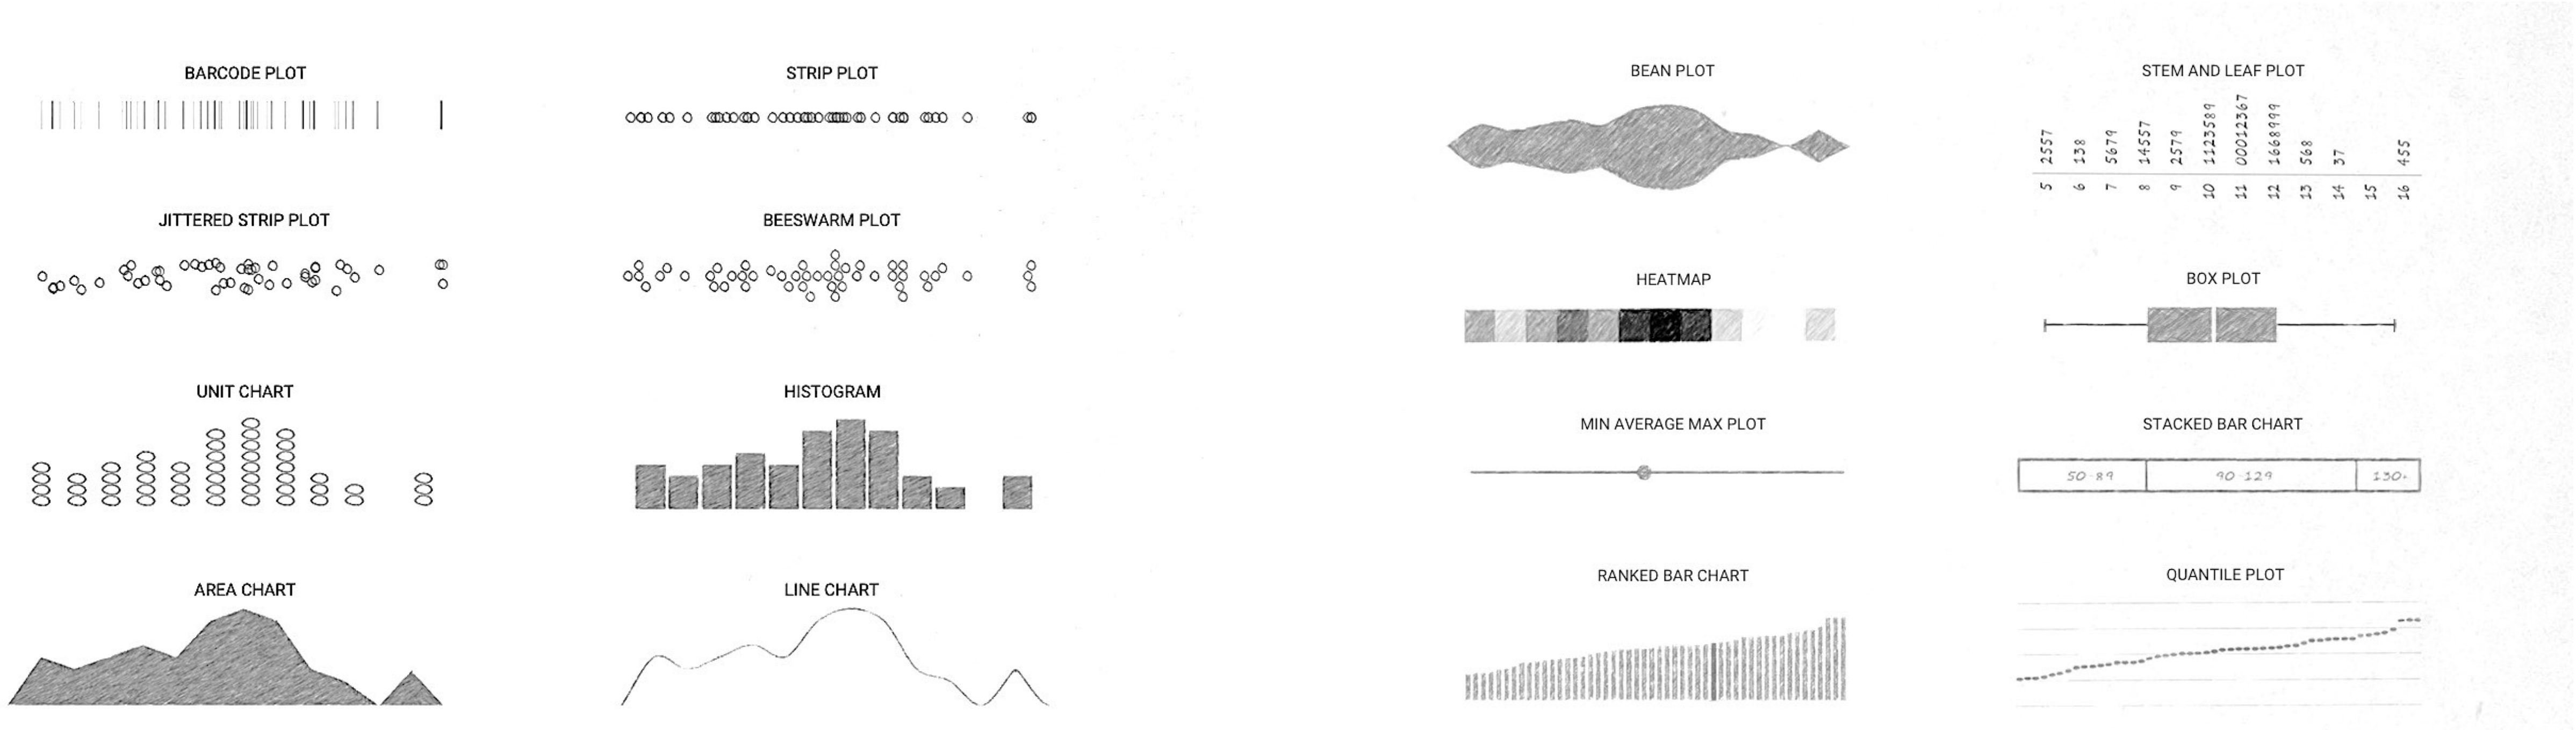 BARCODE PLOT
STRIP PLOT
JITTERED STRIP PLOT
BEESWARM PLOT
UNIT CHART
HISTOGRAM
AREA CHART
LINE CHART
BEAN PLOT
STEM AND LEAF PLOT
5 2557
6 138
7 5679
8 14557
9 2579
10 1123589
11 00012367
12 1668999
13 568
14 37
15
16 455
HEATMAP
BOX PLOT
MIN AVERAGE MAX PLOT
STACKED BAR CHART
50-89 90-129 130+
RANKED BAR CHART
QUANTILE PLOT